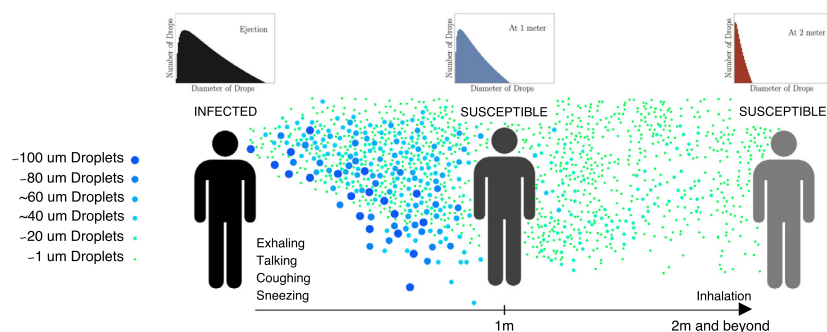 Number of Drops
Ejection
Diameter of Drops
Number of Drops
At 1 meter
Diameter of Drops
Number of Drops
At 2 meter
Diameter of Drops
INFECTED
SUSCEPTIBLE
SUSCEPTIBLE
~100 um Droplets
~80 um Droplets
~60 um Droplets
~40 um Droplets
~20 um Droplets
~1 um Droplets
Exhaling
Talking
Coughing
Sneezing
Inhalation
1m
2m and beyond